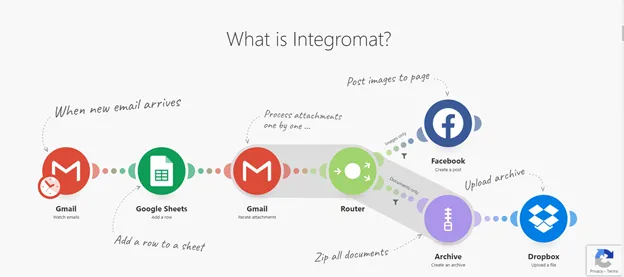 What is Integromat?
Post images to page
When new email arrives
Process attachments
one by one ...
Images only
Facebook
Create a post
Documents only
Upload archive
Gmail
Watch emails
Google Sheets
Add a row
Gmail
Iterate attachments
Router
Add a row to a sheet
Zip all documents
Archive
Create an archive
Dropbox
Upload a file
Privacy - Terms